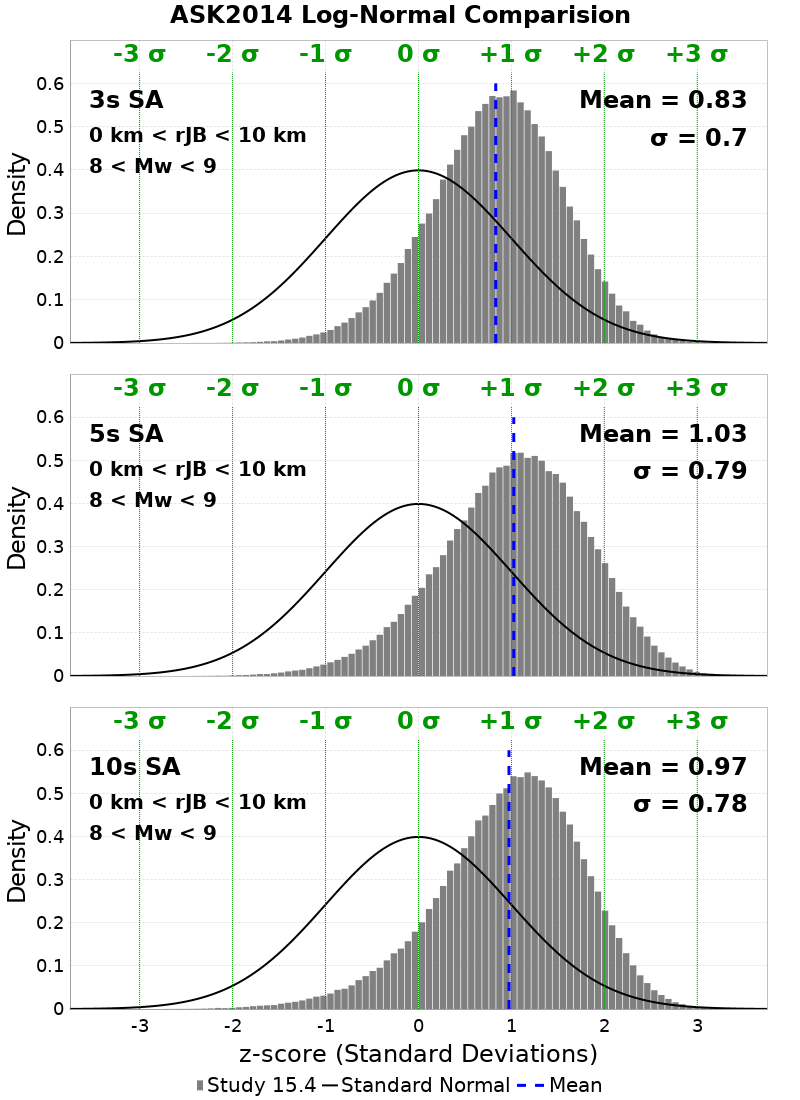 ASK2014 Log-Normal Comparision
-3 σ -2 σ -1 σ 0 σ +1 σ +2 σ +3 σ
0.6
3s SA Mean = 0.83
0.5
0 km < rJB < 10 km σ = 0.7
8 < Mw < 9
0.4
0.3
0.2
0.1
0
Density
-3 σ -2 σ -1 σ 0 σ +1 σ +2 σ +3 σ
0.6
5s SA Mean = 1.03
0.5
0 km < rJB < 10 km σ = 0.79
8 < Mw < 9
0.4
0.3
0.2
0.1
0
Density
-3 σ -2 σ -1 σ 0 σ +1 σ +2 σ +3 σ
0.6
10s SA Mean = 0.97
0.5
0 km < rJB < 10 km σ = 0.78
8 < Mw < 9
0.4
0.3
0.2
0.1
0
Density
-3 -2 -1 0 1 2 3
z-score (Standard Deviations)
Study 15.4 Standard Normal Mean